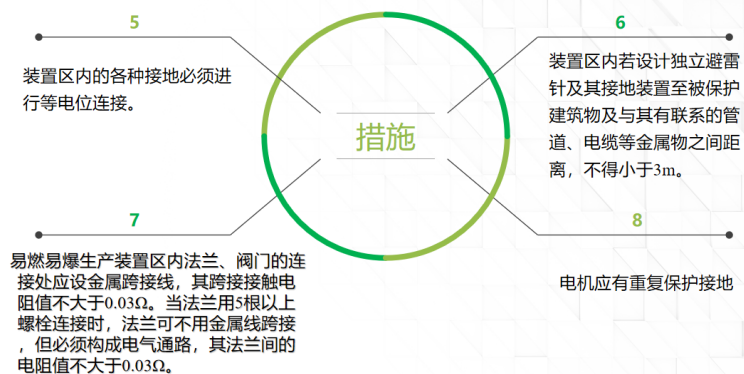 5
装置区内的各种接地必须进
行等电位连接。
6
装置区内若设计独立避雷
针及其接地装置至被保护
建筑物及与其有联系的管
道、电缆等金属物之间距
离，不得小于3m。
措施
7
易燃易爆生产装置区内法兰、阀门的连
接处应设金属跨接线，其跨接接触电
阻值不大于0.03Ω。当法兰用5根以上
螺栓连接时，法兰可不用金属线跨接
，但必须构成电气通路，其法兰间的
电阻值不大于0.03Ω。
8
电机应有重复保护接地